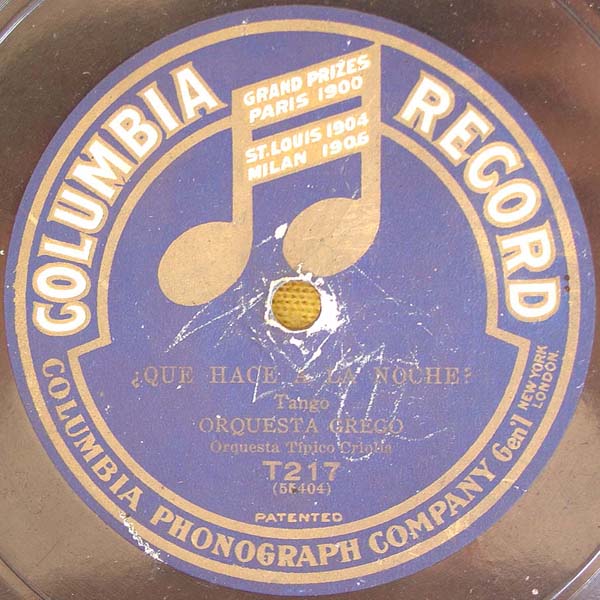 COLUMBIA RECORD
GRAND PRIZES
PARIS 1900
ST. LOUIS 1904
MILAN 1906
¿QUE HACE A LA NOCHE?
Tango
ORQUESTA GRECO
Orquesta Típico Criolla
T217
PATENTED
COLUMBIA PHONOGRAPH COMPANY Gen'l
NEW YORK
LONDON.